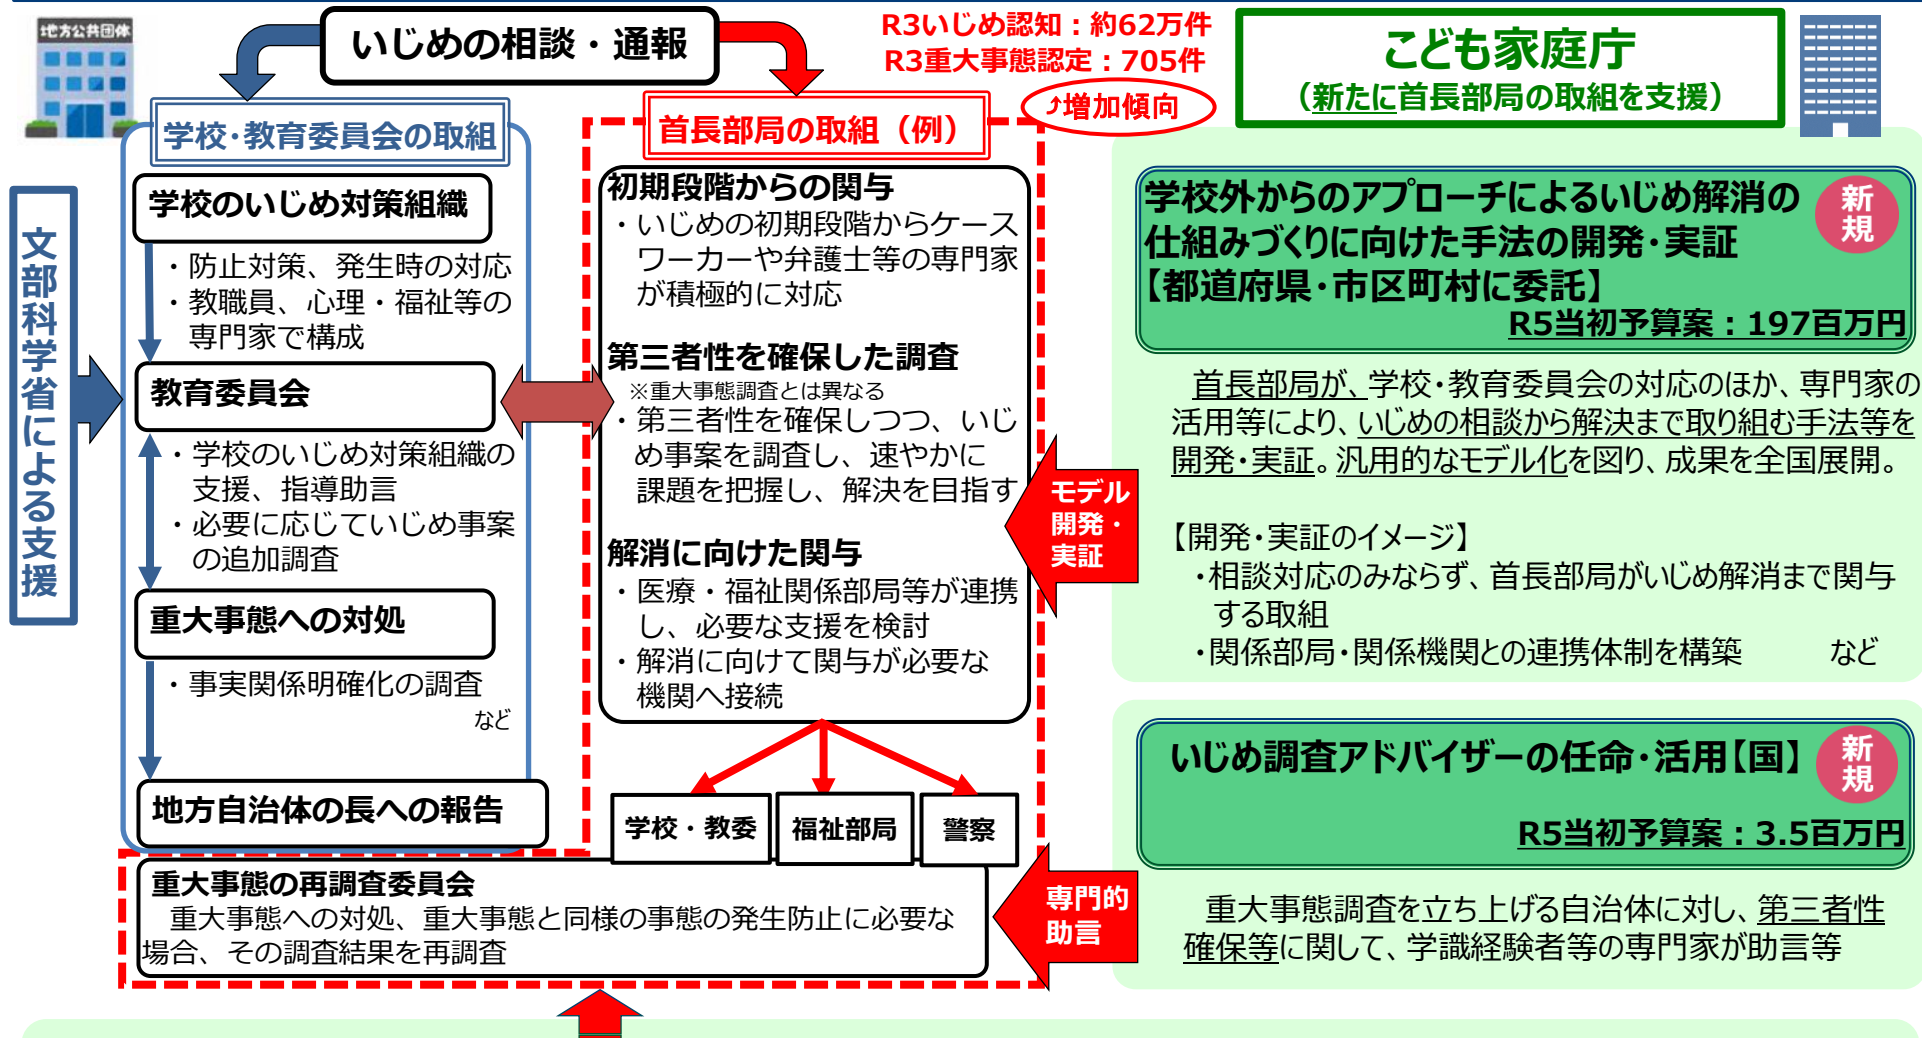 地方公共団体
いじめの相談・通報
R3いじめ認知：約62万件
R3重大事態認定：705件
⤴増加傾向
こども家庭庁
（新たに首長部局の取組を支援）
文部科学省による支援
学校・教育委員会の取組
学校のいじめ対策組織
・防止対策、発生時の対応
・教職員、心理・福祉等の
専門家で構成
教育委員会
・学校のいじめ対策組織の
支援、指導助言
・必要に応じていじめ事案
の追加調査
重大事態への対処
・事実関係明確化の調査
など
地方自治体の長への報告
首長部局の取組（例）
初期段階からの関与
・いじめの初期段階からケース
ワーカーや弁護士等の専門家
が積極的に対応
第三者性を確保した調査
※重大事態調査とは異なる
・第三者性を確保しつつ、いじ
め事案を調査し、速やかに
課題を把握し、解決を目指す
解消に向けた関与
・医療・福祉関係部局等が連携
し、必要な支援を検討
・解消に向けて関与が必要な
機関へ接続
学校・教委
福祉部局
警察
重大事態の再調査委員会
重大事態への対処、重大事態と同様の事態の発生防止に必要な
場合、その調査結果を再調査
モデル
開発・
実証
専門的
助言
学校外からのアプローチによるいじめ解消の
仕組みづくりに向けた手法の開発・実証
【都道府県・市区町村に委託】
新規
R5当初予算案：197百万円
首長部局が、学校・教育委員会の対応のほか、専門家の
活用等により、いじめの相談から解決まで取り組む手法等を
開発・実証。汎用的なモデル化を図り、成果を全国展開。
【開発・実証のイメージ】
・相談対応のみならず、首長部局がいじめ解消まで関与
する取組
・関係部局・関係機関との連携体制を構築　など
いじめ調査アドバイザーの任命・活用【国】
新規
R5当初予算案：3.5百万円
重大事態調査を立ち上げる自治体に対し、第三者性
確保等に関して、学識経験者等の専門家が助言等